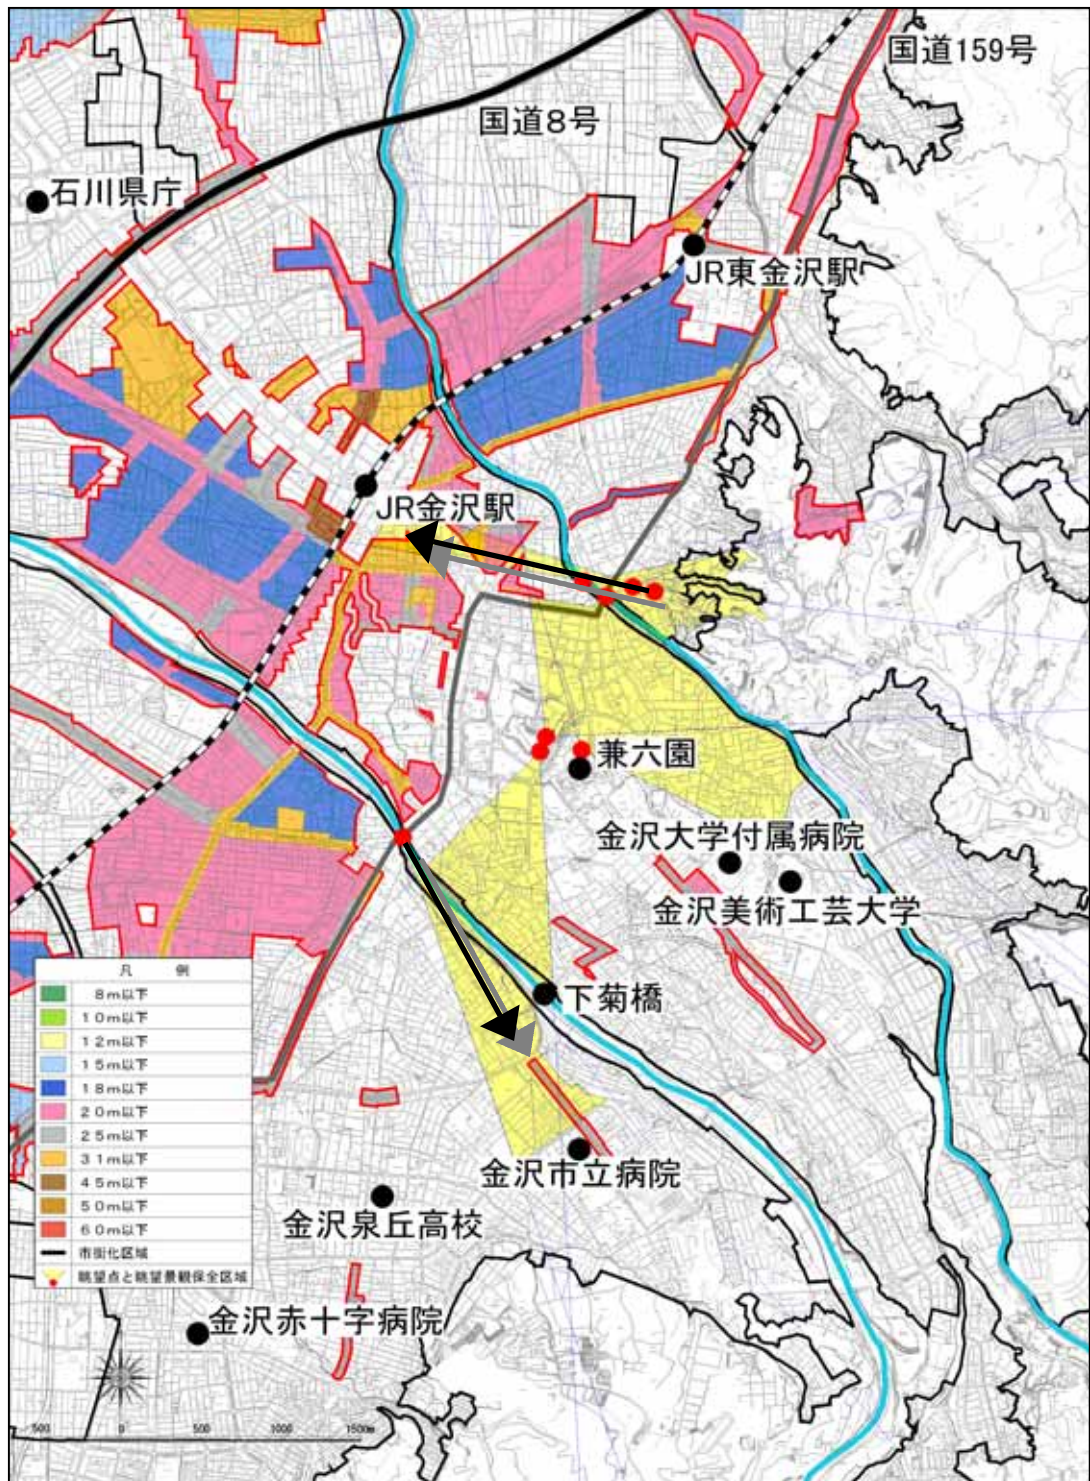 国道159号
国道8号
石川県庁
JR東金沢駅
JR金沢駅
兼六園
金沢大学付属病院
金沢美術工芸大学
下菊橋
金沢市立病院
金沢泉丘高校
金沢赤十字病院
凡 例
8m以下
10m以下
12m以下
15m以下
18m以下
20m以下
25m以下
31m以下
45m以下
50m以下
60m以下
市街化区域
眺望点と眺望景観保全区域
500 0 500 1000 1500m